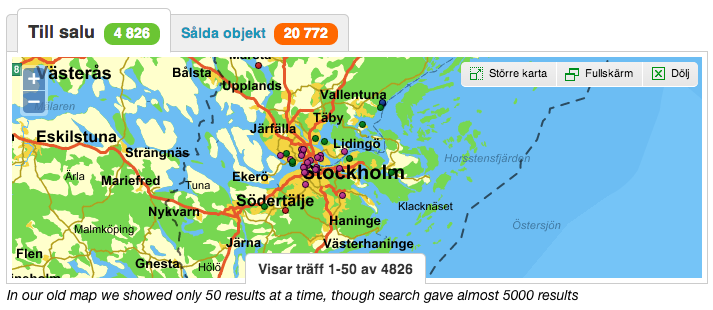 Till salu 4 826 Sålda objekt 20 772
+
−
8
Större karta Fullskärm Dölj
Västerås
Bålsta
Upplands
Vallentuna
Mälaren
Täby
Järfälla
Eskilstuna
Lidingö
Strängnäs
Horsstensfjärden
Ärla
Mariefred
Tuna
Ekerö
Stockholm
Södertälje
Klacknäset
Nykvarn
Haninge
Östersjön
Malmköping
Järna
Västerhaninge
Flen
Gnesta
Hölö
Visar träff 1-50 av 4826
In our old map we showed only 50 results at a time, though search gave almost 5000 results